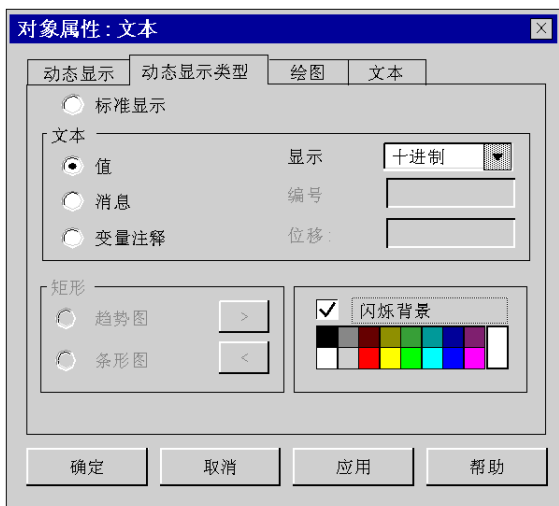 对象属性：文本
动态显示 动态显示类型 绘图 文本
标准显示
文本
值 显示 十进制
消息 编号
变量注释 位移：
矩形 闪烁背景
趋势图 >
条形图 <
确定 取消 应用 帮助